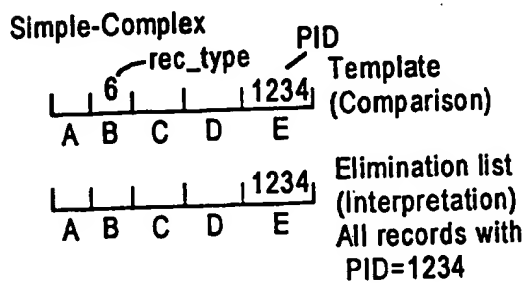 Simple-Complex
PID
6 rec_type
1234 Template
(Comparison)
A B C D E
Elimination list
1234 (Interpretation)
A B C D E All records with
PID=1234